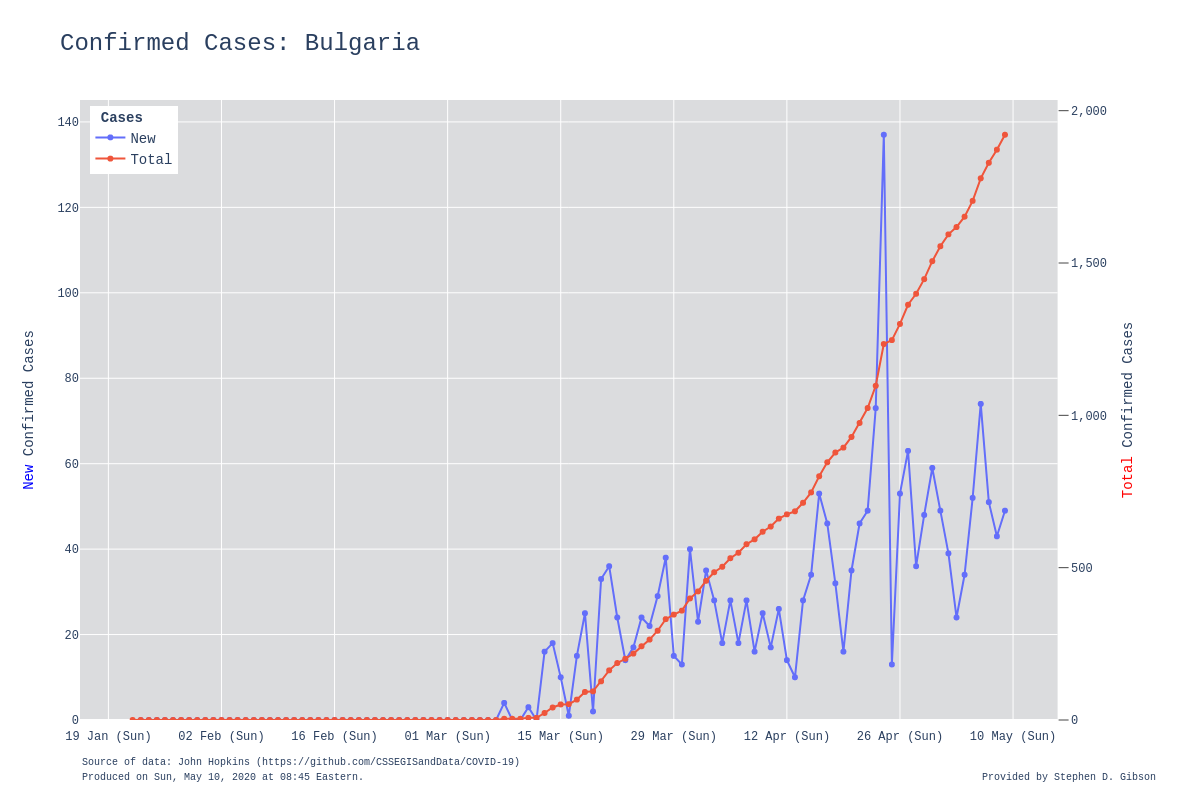 Confirmed Cases: Bulgaria
Cases
New
Total
140
120
100
80
60
40
20
0
2,000
1,500
1,000
500
0
New Confirmed Cases
Total Confirmed Cases
19 Jan (Sun) 02 Feb (Sun) 16 Feb (Sun) 01 Mar (Sun) 15 Mar (Sun) 29 Mar (Sun) 12 Apr (Sun) 26 Apr (Sun) 10 May (Sun)
Source of data: John Hopkins (https://github.com/CSSEGISandData/COVID-19)
Produced on Sun, May 10, 2020 at 08:45 Eastern.
Provided by Stephen D. Gibson